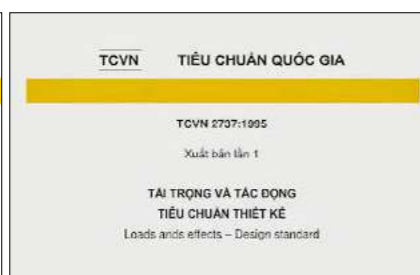 TCVN TIÊU CHUẨN QUỐC GIA
TCVN 2737:1995
Xuất bản lần 1
TẢI TRỌNG VÀ TÁC ĐỘNG
TIÊU CHUẨN THIẾT KẾ
Loads ands effects – Design standard